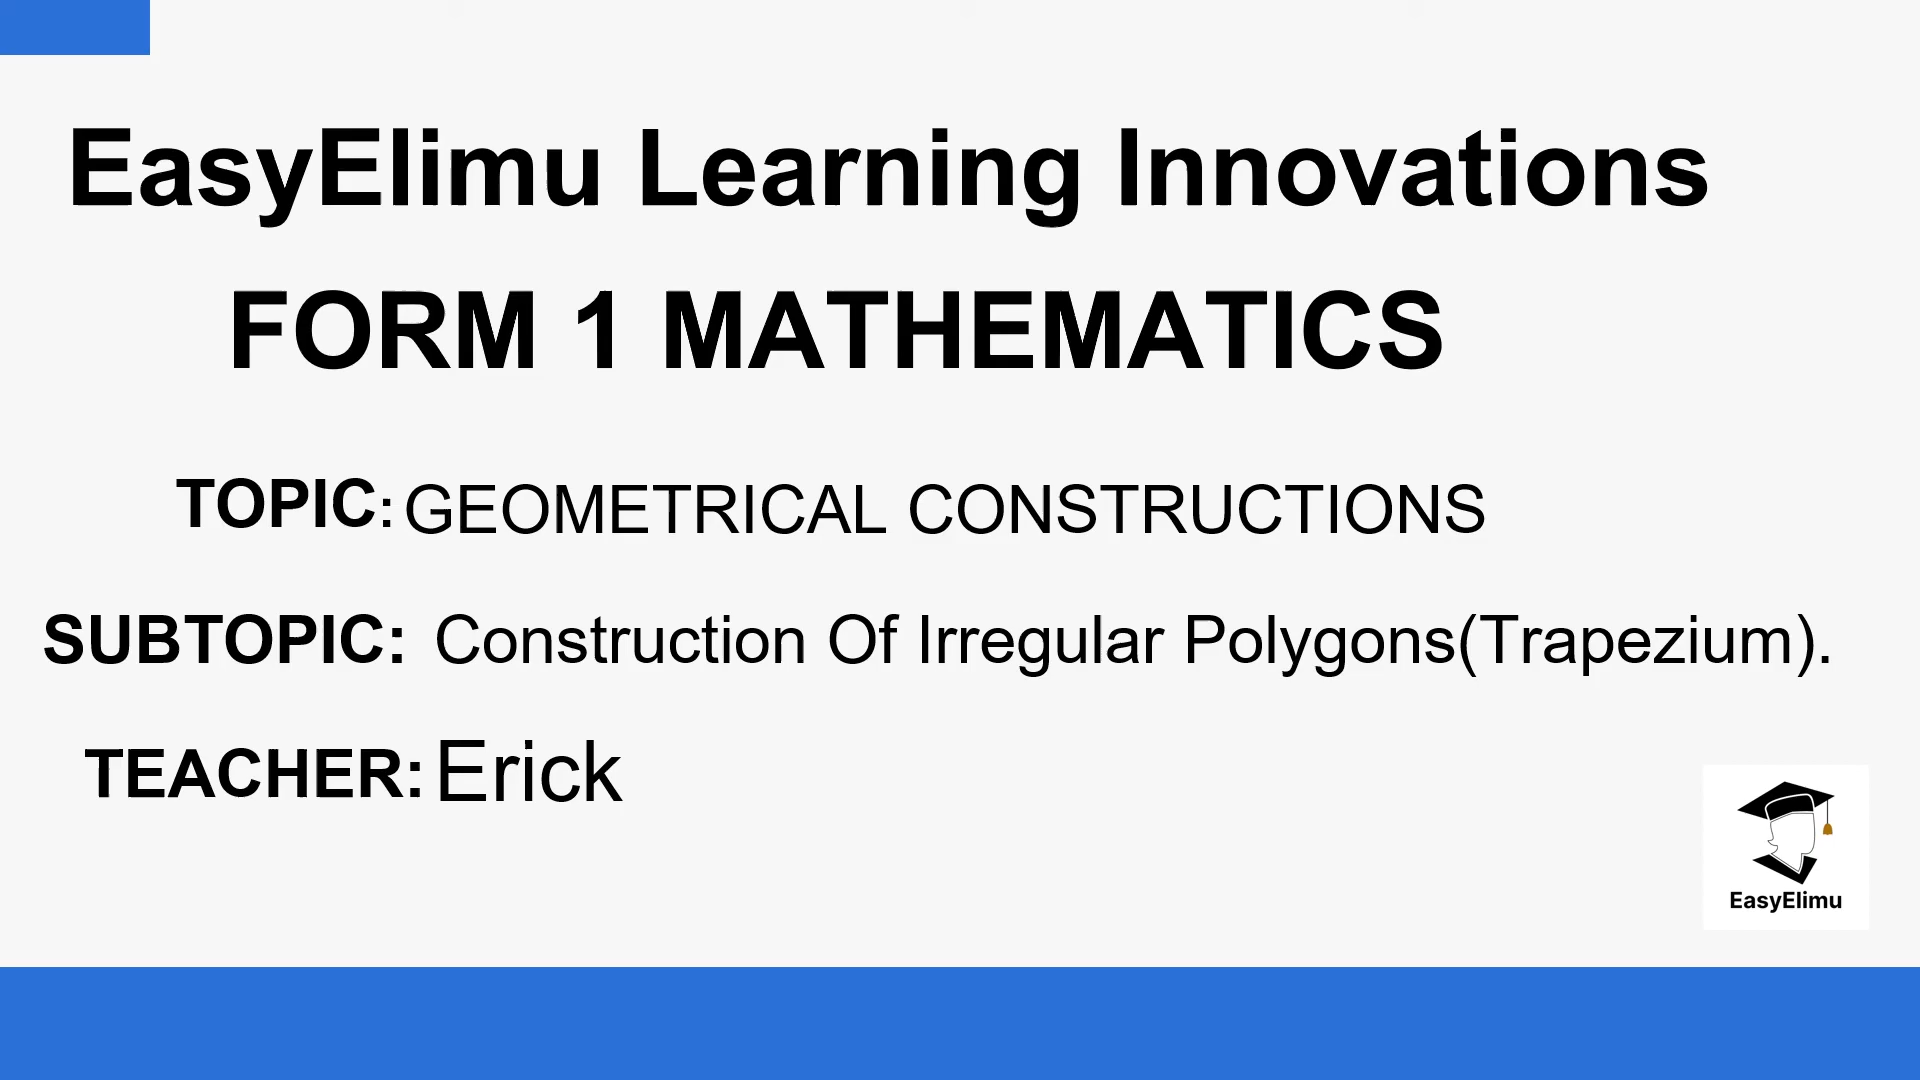 EasyElimu Learning Innovations
FORM 1 MATHEMATICS
TOPIC: GEOMETRICAL CONSTRUCTIONS
SUBTOPIC: Construction Of Irregular Polygons(Trapezium).
TEACHER: Erick
EasyElimu